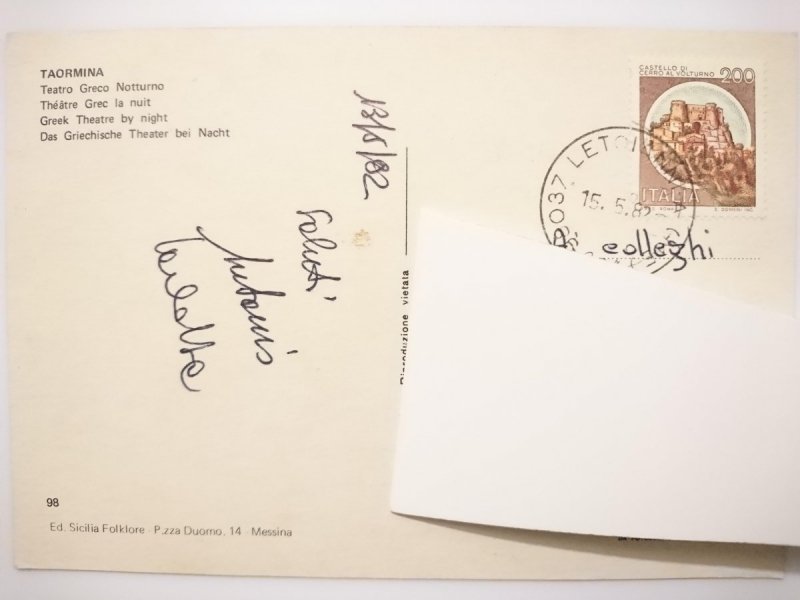 TAORMINA
Teatro Greco Notturno
Théâtre Grec la nuit
Greek Theatre by night
Das Griechische Theater bei Nacht
13/5/82
Saluti
Antonio
Carlotta
98
Ed. Sicilia Folklore - P.zza Duomo, 14 - Messina
Riproduzione vietata
CASTELLO DI
CERRO AL VOLTURNO 200
ITALIA
15.5.82
colleghi